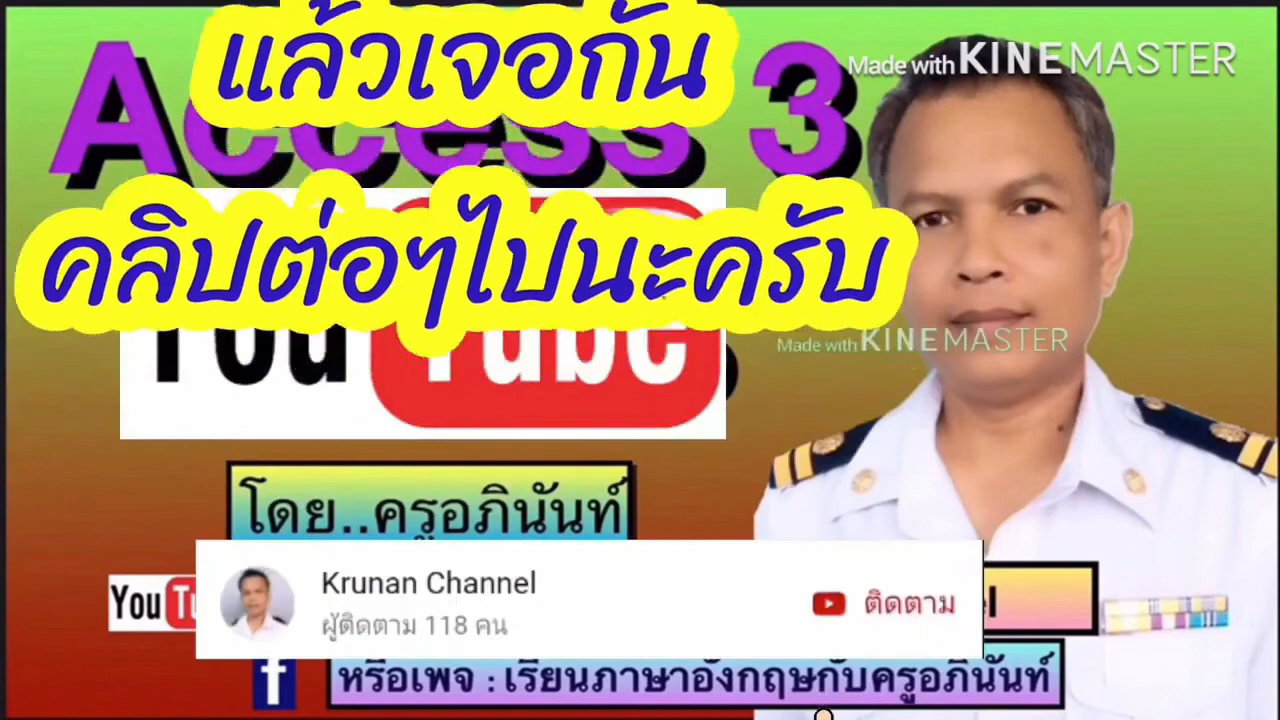 แล้วเจอกัน
Access 3
Made with KINEMASTER
คลิปต่อๆไปนะครับ
YouTube
Made with KINEMASTER
โดย..ครูอภินันท์
Krunan Channel
ผู้ติดตาม 118 คน
ติดตาม
You Tu
el
f หรือเพจ : เรียนภาษาอังกฤษกับครูอภินันท์